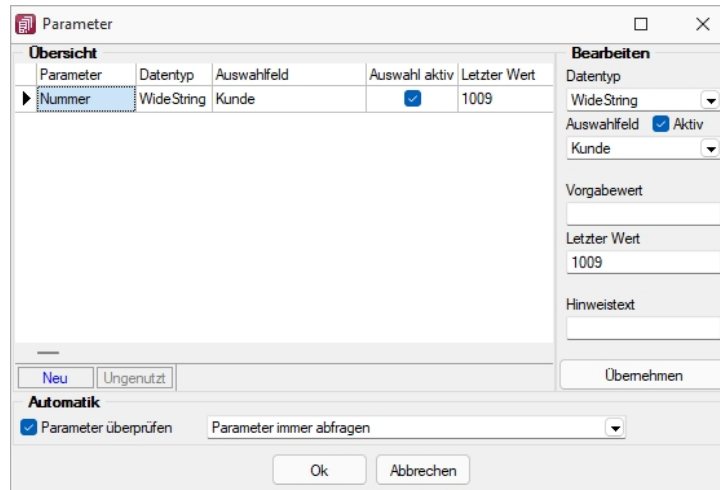 Parameter
Übersicht
Parameter Datentyp Auswahlfeld Auswahl aktiv Letzter Wert
Nummer WideString Kunde 1009
Neu Ungenutzt
Bearbeiten
Datentyp
WideString
Auswahlfeld Aktiv
Kunde
Vorgabewert
Letzter Wert
1009
Hinweistext
Übernehmen
Automatik
Parameter überprüfen Parameter immer abfragen
Ok Abbrechen